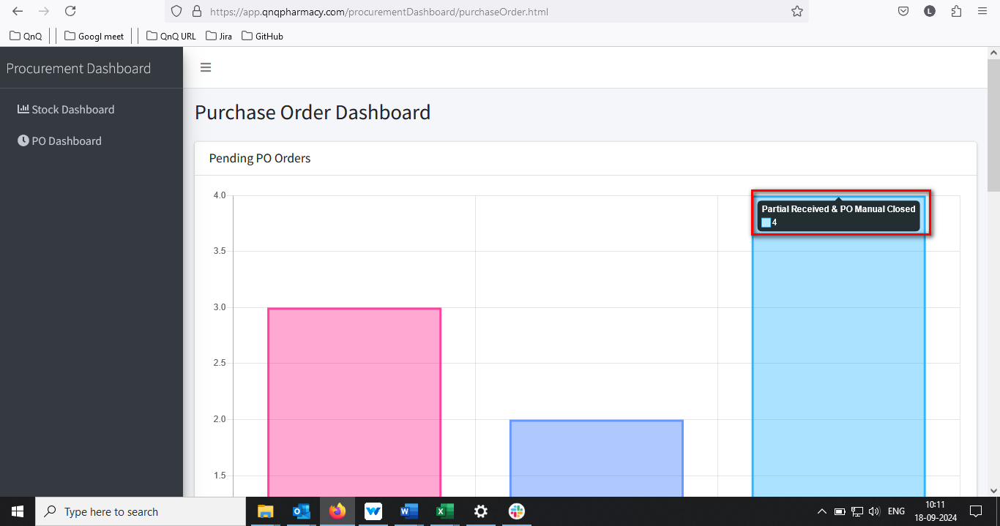 https://app.qnqpharmacy.com/procurementDashboard/purchaseOrder.html
L
QnQ
Googl meet
QnQ URL
Jira
GitHub
Procurement Dashboard
Stock Dashboard
PO Dashboard
Purchase Order Dashboard
Pending PO Orders
4.0
Partial Received & PO Manual Closed
4
3.5
3.0
2.5
2.0
1.5
Type here to search
ENG
10:11
18-09-2024